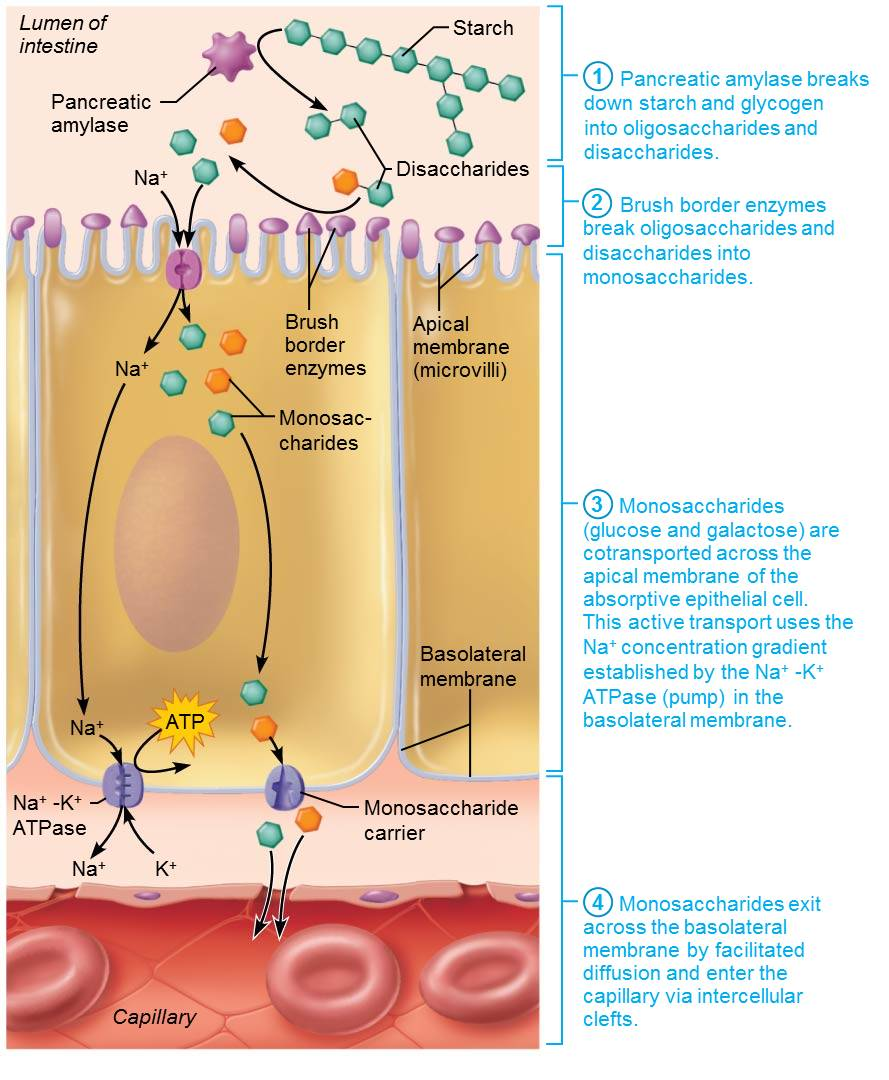 Lumen of
intestine
Starch
Pancreatic
amylase
Disaccharides
Na⁺
Brush
border
enzymes
Apical
membrane
(microvilli)
Na⁺
Monosac-
charides
Basolateral
membrane
Na⁺
ATP
Na⁺ -K⁺
ATPase
Monosaccharide
carrier
Na⁺
K⁺
Capillary
1 Pancreatic amylase breaks
down starch and glycogen
into oligosaccharides and
disaccharides.
2 Brush border enzymes
break oligosaccharides and
disaccharides into
monosaccharides.
3 Monosaccharides
(glucose and galactose) are
cotransported across the
apical membrane of the
absorptive epithelial cell.
This active transport uses the
Na⁺ concentration gradient
established by the Na⁺ -K⁺
ATPase (pump) in the
basolateral membrane.
4 Monosaccharides exit
across the basolateral
membrane by facilitated
diffusion and enter the
capillary via intercellular
clefts.